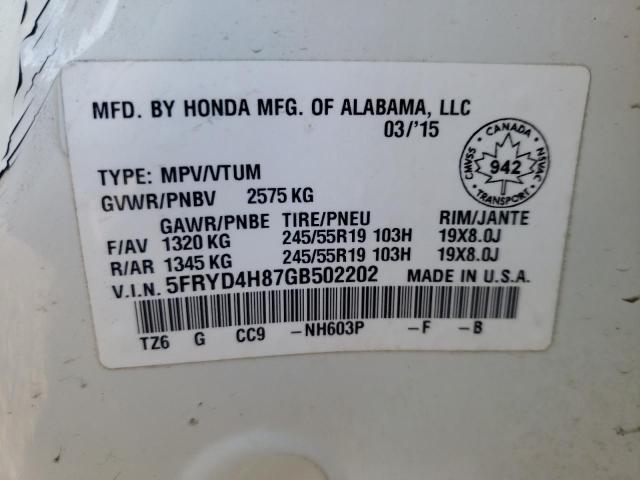 MFD. BY HONDA MFG. OF ALABAMA, LLC
03/'15
TYPE: MPV/VTUM
GVWR/PNBV 2575 KG
CANADA
CMVSS 942 NSVAC
TRANSPORT
GAWR/PNBE TIRE/PNEU RIM/JANTE
F/AV 1320 KG 245/55R19 103H 19X8.0J
R/AR 1345 KG 245/55R19 103H 19X8.0J
V.I.N. 5FRYD4H87GB502202 MADE IN U.S.A.
TZ6 G CC9 -NH603P -F -B